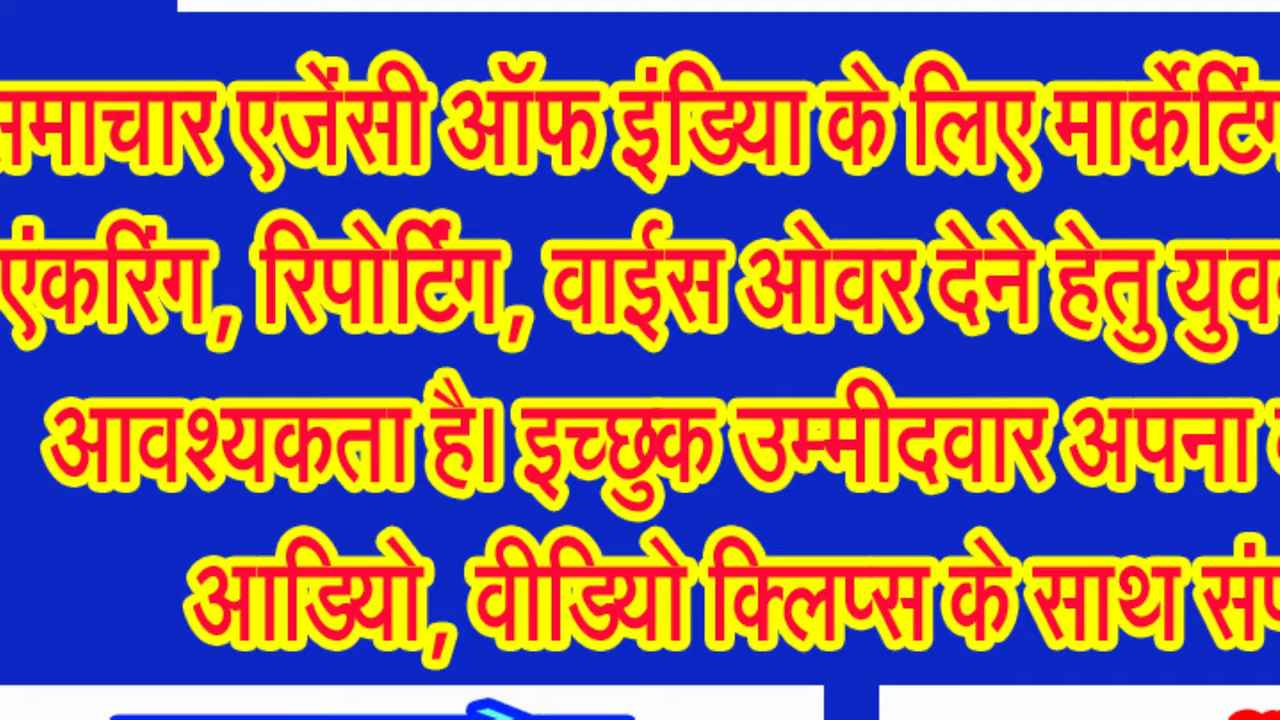 समाचार एजेंसी ऑफ इंडिया के लिए मार्केटिंग
एंकरिंग, रिपोर्टिंग, वाईस ओवर देने हेतु
आवश्यकता है। इच्छुक उम्मीदवार अपना
आडियो, वीडियो क्लिप्स के साथ